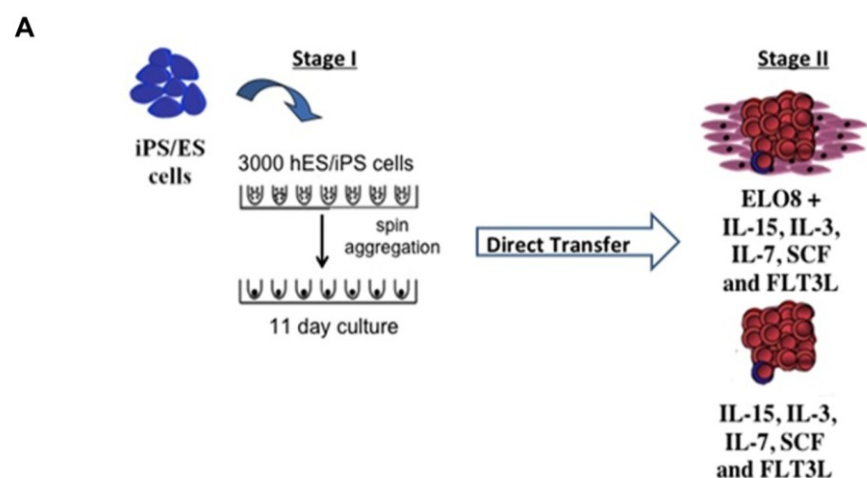 A
Stage I
Stage II
iPS/ES
cells
3000 hES/iPS cells
spin
aggregation
11 day culture
Direct Transfer
ELO8 +
IL-15, IL-3,
IL-7, SCF
and FLT3L
IL-15, IL-3,
IL-7, SCF
and FLT3L